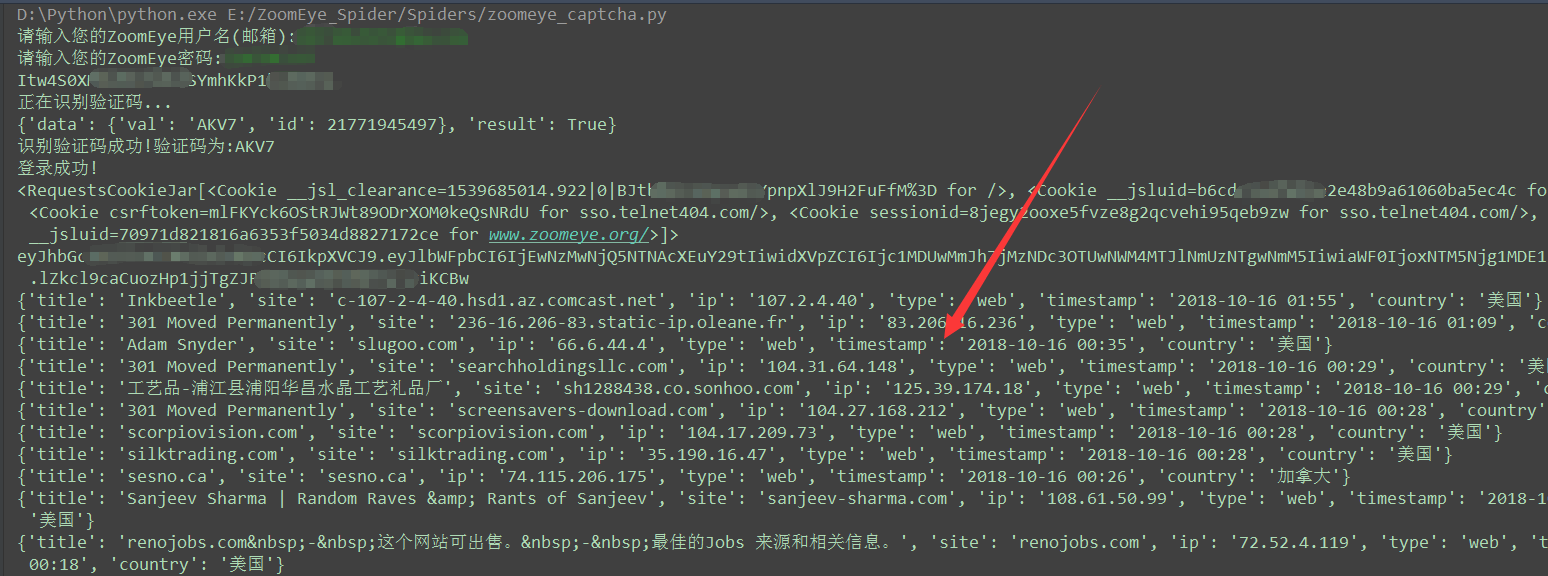 D:\Python\python.exe E:/ZoomEye_Spider/Spiders/zoomeye_captcha.py
请输入您的ZoomEye用户名(邮箱):
请输入您的ZoomEye密码:
Itw4S0X SYmhKkP1
正在识别验证码...
{'data': {'val': 'AKV7', 'id': 21771945497}, 'result': True}
识别验证码成功!验证码为:AKV7
登录成功!
<RequestsCookieJar[<Cookie __jsl_clearance=1539685014.922|0|BJt YpnpXlJ9H2FuFfM%3D for />, <Cookie __jsluid=b6cd 2e48b9a61060ba5ec4c for
<Cookie csrftoken=mlFKYck6OStRJWt89ODrXOM0keQsNRdU for sso.telnet404.com/>, <Cookie sessionid=8jegy2ooxe5fvze8g2qcvehi95qeb9zw for sso.telnet404.com/>,
__jsluid=70971d821816a6353f5034d8827172ce for www.zoomeye.org/>]>
eyJhbGc CI6IkpXVCJ9.eyJlbWFpbCI6IjEwNzMwNjQ5NTNAcXEuY29tIiwidXVpZCI6Ijc1MDUwMmJhZjMzNDc3OTUwNWM4MTJlNmUzNTgwNmM5IiwiaWF0IjoxNTM5Njg1MDE1
.lZkcl9caCuozHp1jjTgZJF iKCBw
{'title': 'Inkbeetle', 'site': 'c-107-2-4-40.hsd1.az.comcast.net', 'ip': '107.2.4.40', 'type': 'web', 'timestamp': '2018-10-16 01:55', 'country': '美国'}
{'title': '301 Moved Permanently', 'site': '236-16.206-83.static-ip.oleane.fr', 'ip': '83.206.16.236', 'type': 'web', 'timestamp': '2018-10-16 01:09', 'c
{'title': 'Adam Snyder', 'site': 'slugoo.com', 'ip': '66.6.44.4', 'type': 'web', 'timestamp': '2018-10-16 00:35', 'country': '美国'}
{'title': '301 Moved Permanently', 'site': 'searchholdingsllc.com', 'ip': '104.31.64.148', 'type': 'web', 'timestamp': '2018-10-16 00:29', 'country': '美国
{'title': '工艺品-浦江县浦阳华昌水晶工艺礼品厂', 'site': 'sh1288438.co.sonhoo.com', 'ip': '125.39.174.18', 'type': 'web', 'timestamp': '2018-10-16 00:29', 'c
{'title': '301 Moved Permanently', 'site': 'screensavers-download.com', 'ip': '104.27.168.212', 'type': 'web', 'timestamp': '2018-10-16 00:28', 'country'
{'title': 'scorpiovision.com', 'site': 'scorpiovision.com', 'ip': '104.17.209.73', 'type': 'web', 'timestamp': '2018-10-16 00:28', 'country': '美国'}
{'title': 'silktrading.com', 'site': 'silktrading.com', 'ip': '35.190.16.47', 'type': 'web', 'timestamp': '2018-10-16 00:28', 'country': '美国'}
{'title': 'sesno.ca', 'site': 'sesno.ca', 'ip': '74.115.206.175', 'type': 'web', 'timestamp': '2018-10-16 00:26', 'country': '加拿大'}
{'title': 'Sanjeev Sharma | Random Raves &amp; Rants of Sanjeev', 'site': 'sanjeev-sharma.com', 'ip': '108.61.50.99', 'type': 'web', 'timestamp': '2018-1
'美国'}
{'title': 'renojobs.com&nbsp;-&nbsp;这个网站可出售。&nbsp;-&nbsp;最佳的Jobs 来源和相关信息。', 'site': 'renojobs.com', 'ip': '72.52.4.119', 'type': 'web', 't
00:18', 'country': '美国'}